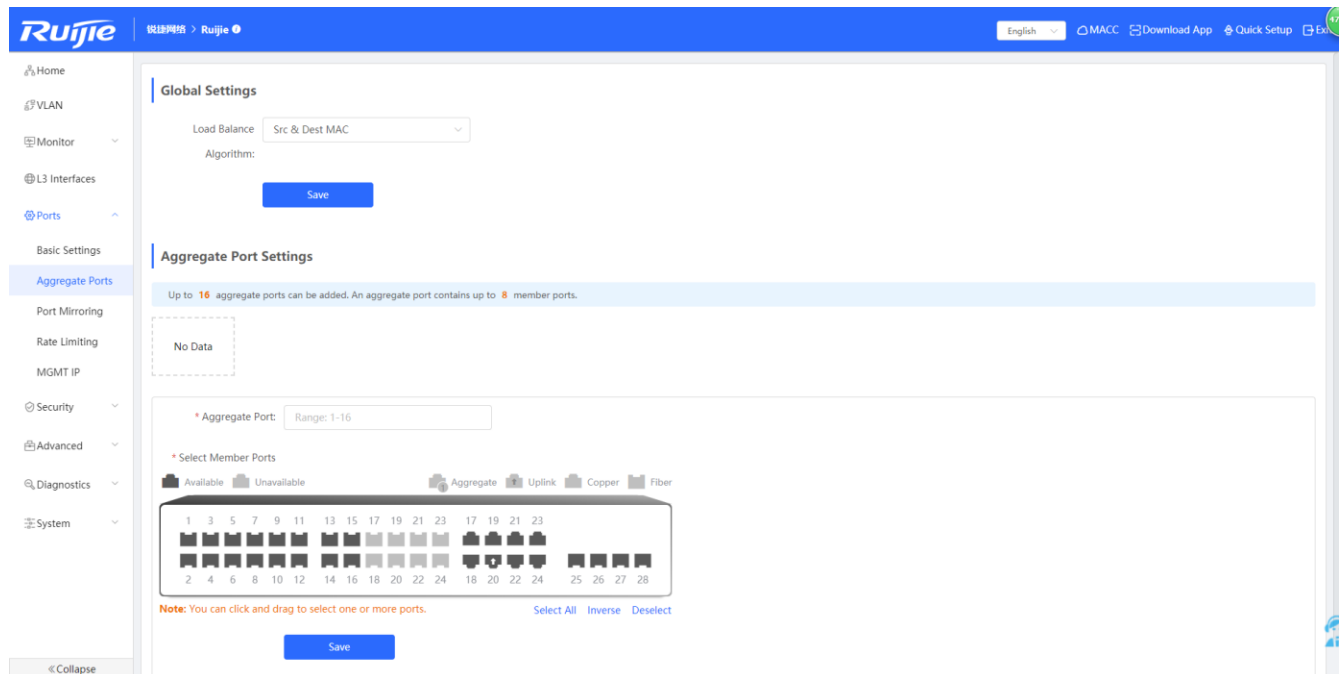 Ruijie
锐捷网络 > Ruijie
English
MACC
Download App
Quick Setup
47
Home
VLAN
Monitor
L3 Interfaces
Ports
Basic Settings
Aggregate Ports
Port Mirroring
Rate Limiting
MGMT IP
Security
Advanced
Diagnostics
System
Collapse
Global Settings
Load Balance Algorithm:
Src & Dest MAC
Save
Aggregate Port Settings
Up to 16 aggregate ports can be added. An aggregate port contains up to 8 member ports.
No Data
* Aggregate Port: Range: 1-16
* Select Member Ports
Available Unavailable Aggregate Uplink Copper Fiber
1 3 5 7 9 11 13 15 17 19 21 23 17 19 21 23
2 4 6 8 10 12 14 16 18 20 22 24 18 20 22 24 25 26 27 28
Note: You can click and drag to select one or more ports.
Select All Inverse Deselect
Save